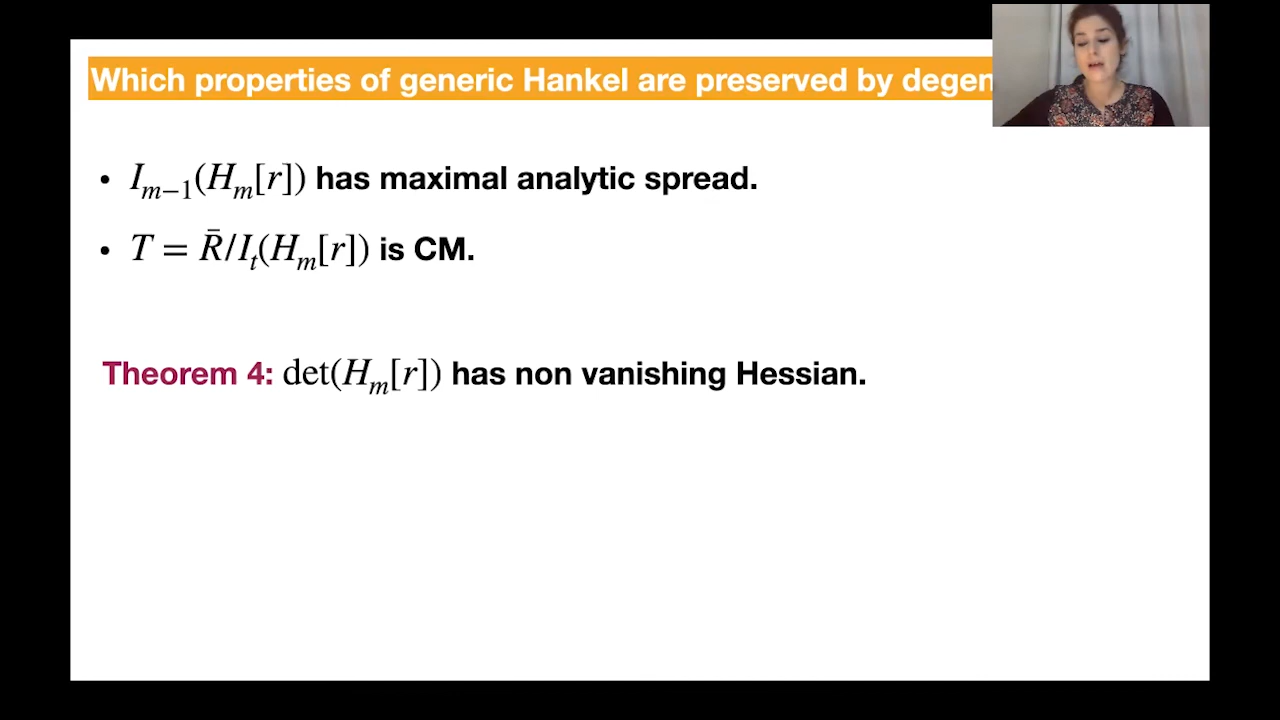 Which properties of generic Hankel are preserved by degen
• I_{m−1}(H_m[r]) has maximal analytic spread.
• T = R̄/I_t(H_m[r]) is CM.
Theorem 4: det(H_m[r]) has non vanishing Hessian.